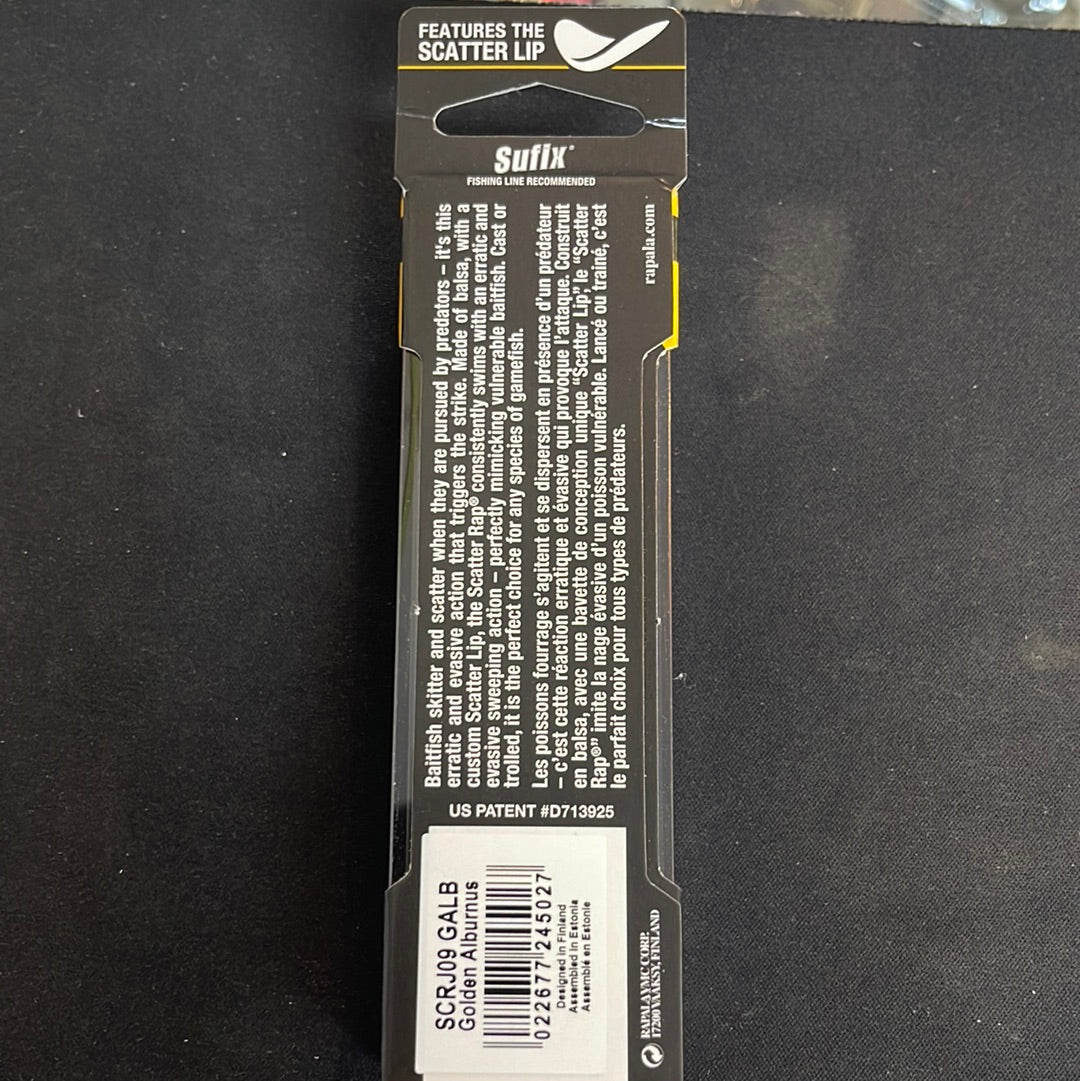 FEATURES THE
SCATTER LIP
Sufix®
FISHING LINE RECOMMENDED
rapala.com
Baitfish skitter and scatter when they are pursued by predators – it's this
erratic and evasive action that triggers the strike. Made of balsa, with a
custom Scatter Lip, the Scatter Rap® consistently swims with an erratic and
evasive sweeping action – perfectly mimicking vulnerable baitfish. Cast or
trolled, it is the perfect choice for any species of gamefish.
Les poissons fourrage s'agitent et se dispersent en présence d'un prédateur
– c'est cette réaction erratique et évasive qui provoque l'attaque. Construit
en balsa, avec une bavette de conception unique “Scatter Lip”, le “Scatter
Rap®” imite la nage évasive d'un poisson vulnérable. Lancé ou trainé, c'est
le parfait choix pour tous types de prédateurs.
US PATENT #D713925
SCRJ09 GALB
Golden Alburnus
022677 245027
Designed in Finland
Assembled in Estonia
Assemblé en Estonie
RAPALA VMC CORP.
17200 VÄÄKSY, FINLAND